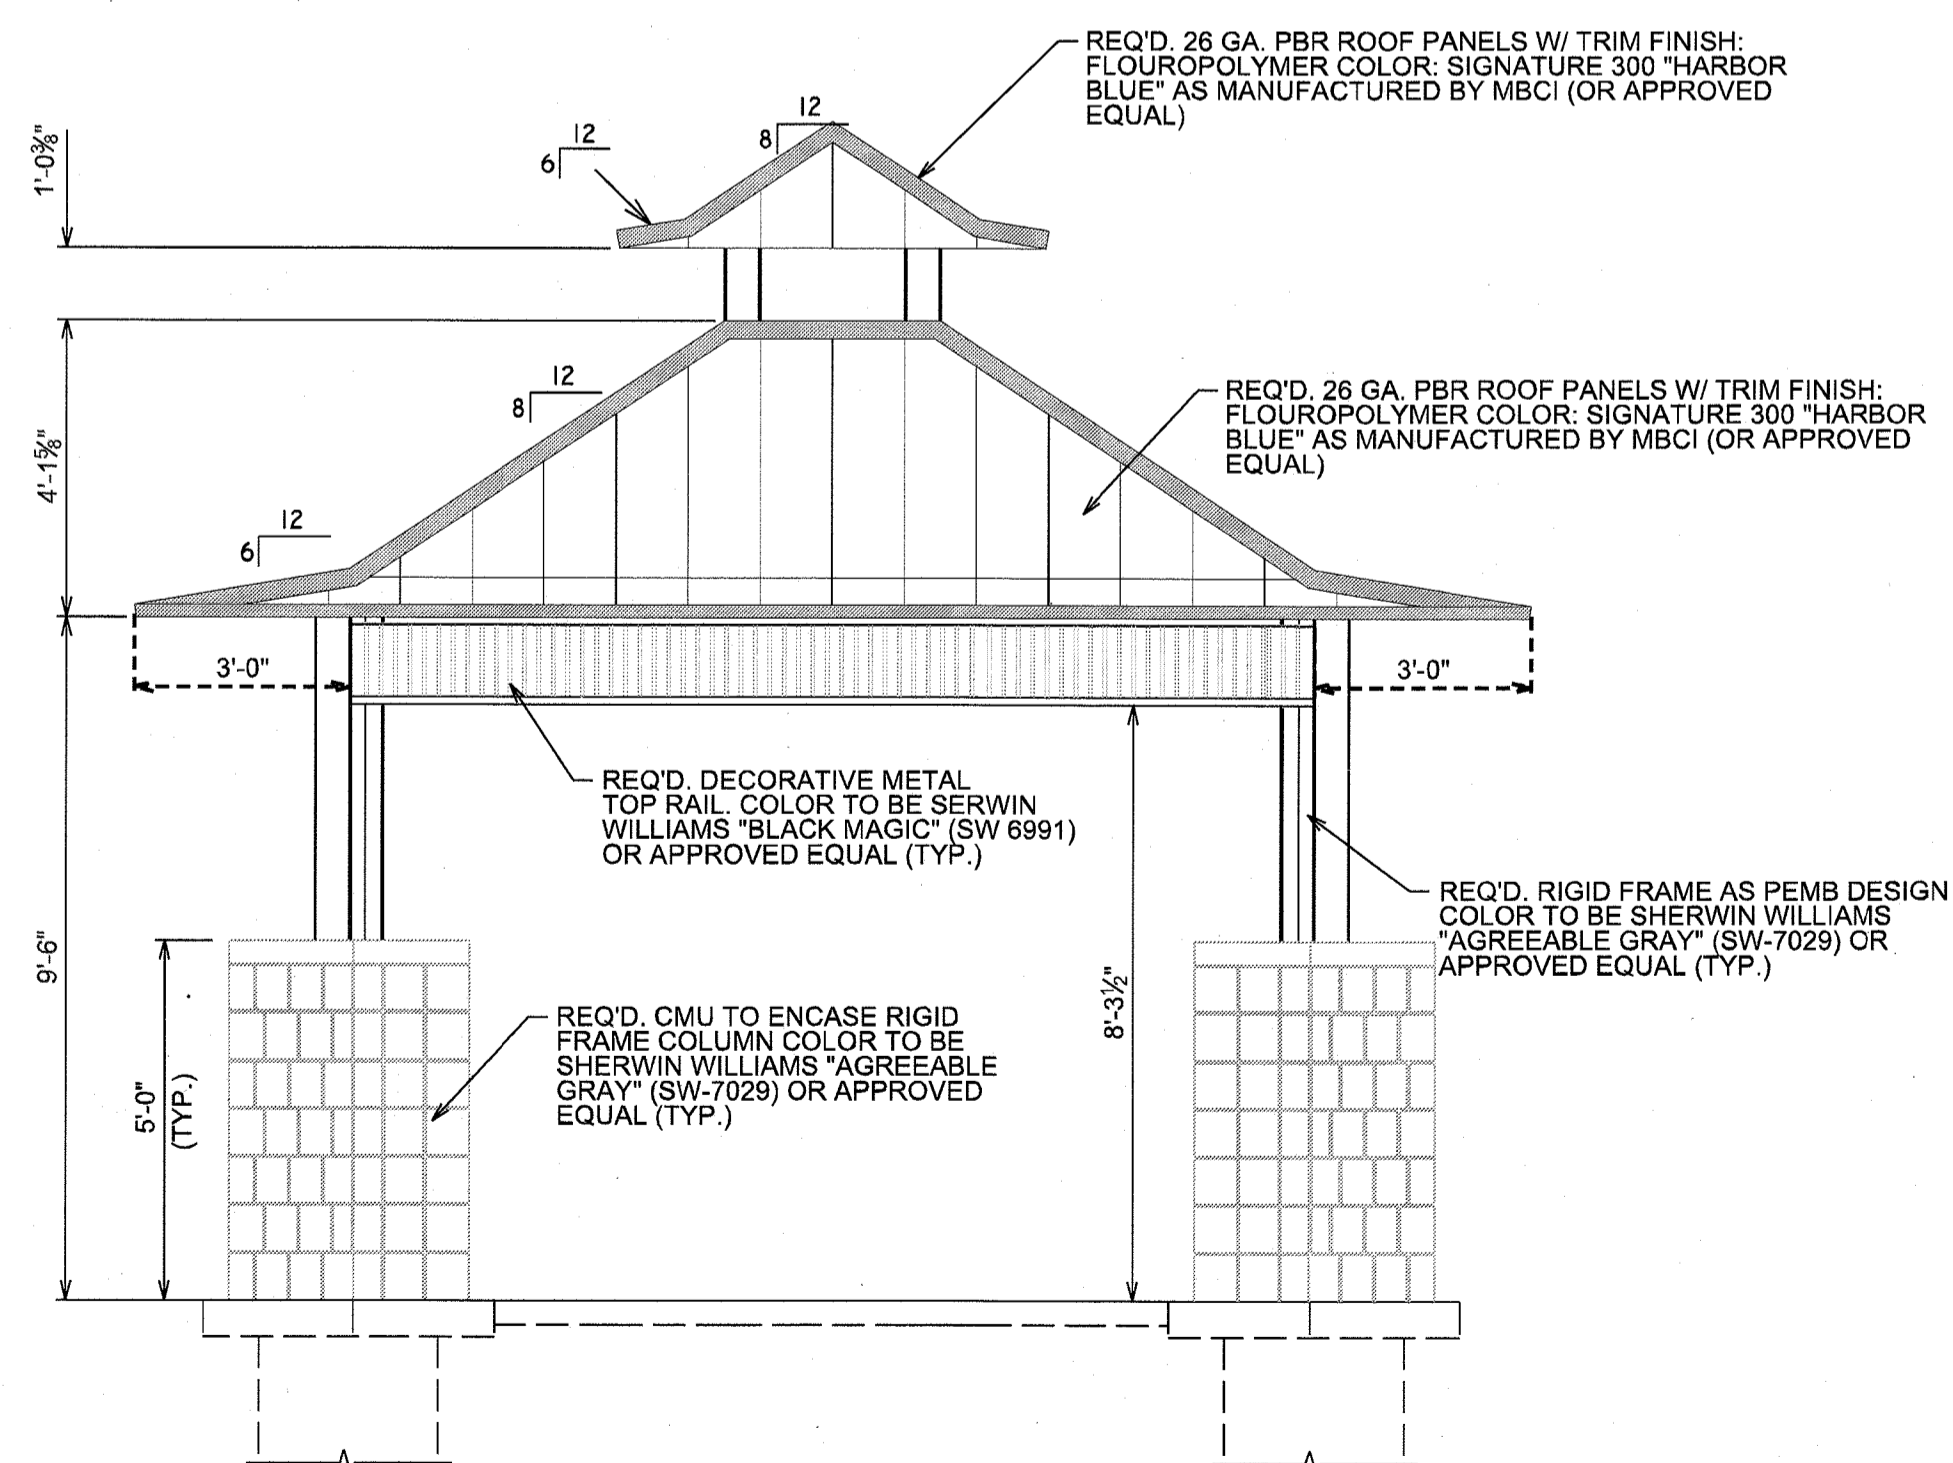 REQ'D. 26 GA. PBR ROOF PANELS W/ TRIM FINISH:
FLOUROPOLYMER COLOR: SIGNATURE 300 "HARBOR
BLUE" AS MANUFACTURED BY MBCI (OR APPROVED
EQUAL)
12
8
12
6
1'-0⅜"
12
8
REQ'D. 26 GA. PBR ROOF PANELS W/ TRIM FINISH:
FLOUROPOLYMER COLOR: SIGNATURE 300 "HARBOR
BLUE" AS MANUFACTURED BY MBCI (OR APPROVED
EQUAL)
4'-1⅝"
12
6
3'-0"
3'-0"
REQ'D. DECORATIVE METAL
TOP RAIL. COLOR TO BE SERWIN
WILLIAMS "BLACK MAGIC" (SW 6991)
OR APPROVED EQUAL (TYP.)
REQ'D. RIGID FRAME AS PEMB DESIGN
COLOR TO BE SHERWIN WILLIAMS
"AGREEABLE GRAY" (SW-7029) OR
APPROVED EQUAL (TYP.)
9'-6"
8'-3½"
REQ'D. CMU TO ENCASE RIGID
FRAME COLUMN COLOR TO BE
SHERWIN WILLIAMS "AGREEABLE
GRAY" (SW-7029) OR APPROVED
EQUAL (TYP.)
5'-0"
(TYP.)